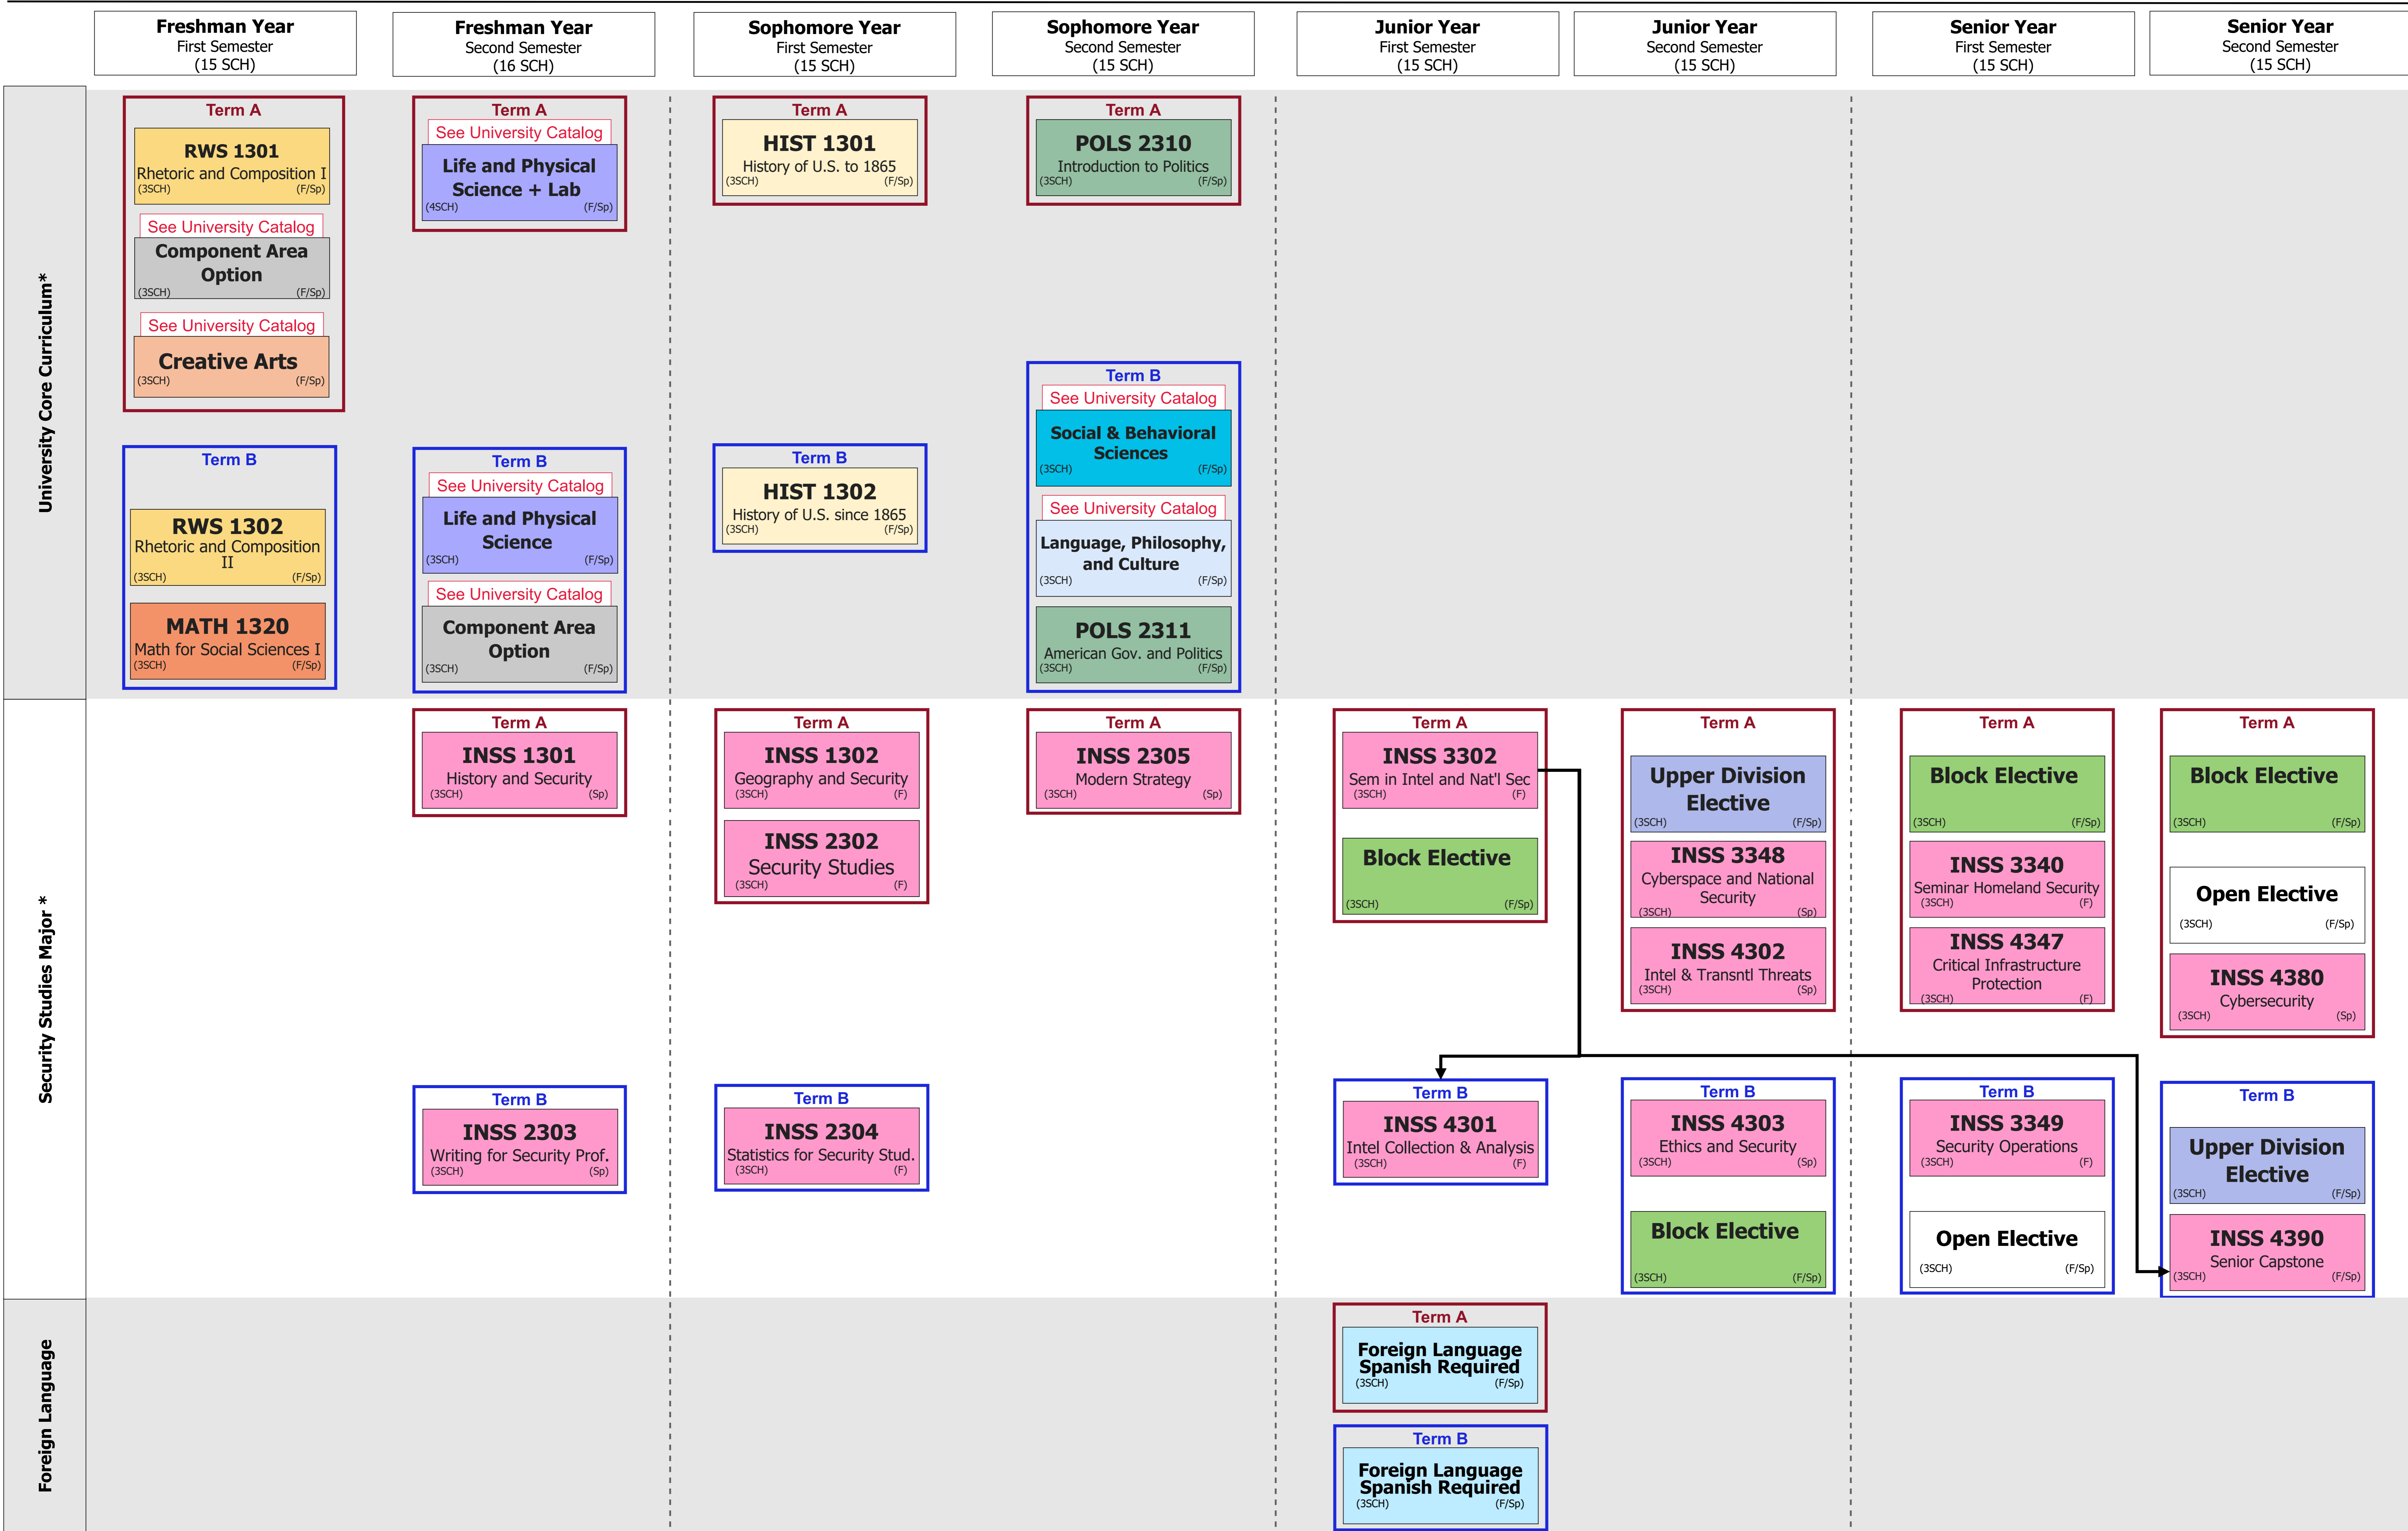 Freshman Year
First Semester
(15 SCH)
Freshman Year
Second Semester
(16 SCH)
Sophomore Year
First Semester
(15 SCH)
Sophomore Year
Second Semester
(15 SCH)
Junior Year
First Semester
(15 SCH)
Junior Year
Second Semester
(15 SCH)
Senior Year
First Semester
(15 SCH)
Senior Year
Second Semester
(15 SCH)
University Core Curriculum*
Term A
RWS 1301
Rhetoric and Composition I
(3SCH) (F/Sp)
See University Catalog
Component Area
Option
(3SCH) (F/Sp)
See University Catalog
Creative Arts
(3SCH) (F/Sp)
Term B
RWS 1302
Rhetoric and Composition
II
(3SCH) (F/Sp)
MATH 1320
Math for Social Sciences I
(3SCH) (F/Sp)
Term A
See University Catalog
Life and Physical
Science + Lab
(4SCH) (F/Sp)
Term B
See University Catalog
Life and Physical
Science
(3SCH) (F/Sp)
See University Catalog
Component Area
Option
(3SCH) (F/Sp)
Term A
HIST 1301
History of U.S. to 1865
(3SCH) (F/Sp)
Term B
HIST 1302
History of U.S. since 1865
(3SCH) (F/Sp)
Term A
POLS 2310
Introduction to Politics
(3SCH) (F/Sp)
Term B
See University Catalog
Social & Behavioral
Sciences
(3SCH) (F/Sp)
See University Catalog
Language, Philosophy,
and Culture
(3SCH) (F/Sp)
POLS 2311
American Gov. and Politics
(3SCH) (F/Sp)
Security Studies Major *
Term A
INSS 1301
History and Security
(3SCH) (Sp)
Term B
INSS 2303
Writing for Security Prof.
(3SCH) (Sp)
Term A
INSS 1302
Geography and Security
(3SCH) (F)
INSS 2302
Security Studies
(3SCH) (F)
Term B
INSS 2304
Statistics for Security Stud.
(3SCH) (F)
Term A
INSS 2305
Modern Strategy
(3SCH) (Sp)
Term A
INSS 3302
Sem in Intel and Nat'l Sec
(3SCH) (F)
Block Elective
(3SCH) (F/Sp)
Term B
INSS 4301
Intel Collection & Analysis
(3SCH) (F)
Term A
Upper Division
Elective
(3SCH) (F/Sp)
INSS 3348
Cyberspace and National
Security
(3SCH) (Sp)
INSS 4302
Intel & Transntl Threats
(3SCH) (Sp)
Term B
INSS 4303
Ethics and Security
(3SCH) (Sp)
Block Elective
(3SCH) (F/Sp)
Term A
Block Elective
(3SCH) (F/Sp)
INSS 3340
Seminar Homeland Security
(3SCH) (F)
INSS 4347
Critical Infrastructure
Protection
(3SCH) (F)
Term B
INSS 3349
Security Operations
(3SCH) (F)
Open Elective
(3SCH) (F/Sp)
Term A
Block Elective
(3SCH) (F/Sp)
Open Elective
(3SCH) (F/Sp)
INSS 4380
Cybersecurity
(3SCH) (Sp)
Term B
Upper Division
Elective
(3SCH) (F/Sp)
INSS 4390
Senior Capstone
(3SCH) (F/Sp)
Foreign Language
Term A
Foreign Language
Spanish Required
(3SCH) (F/Sp)
Term B
Foreign Language
Spanish Required
(3SCH) (F/Sp)